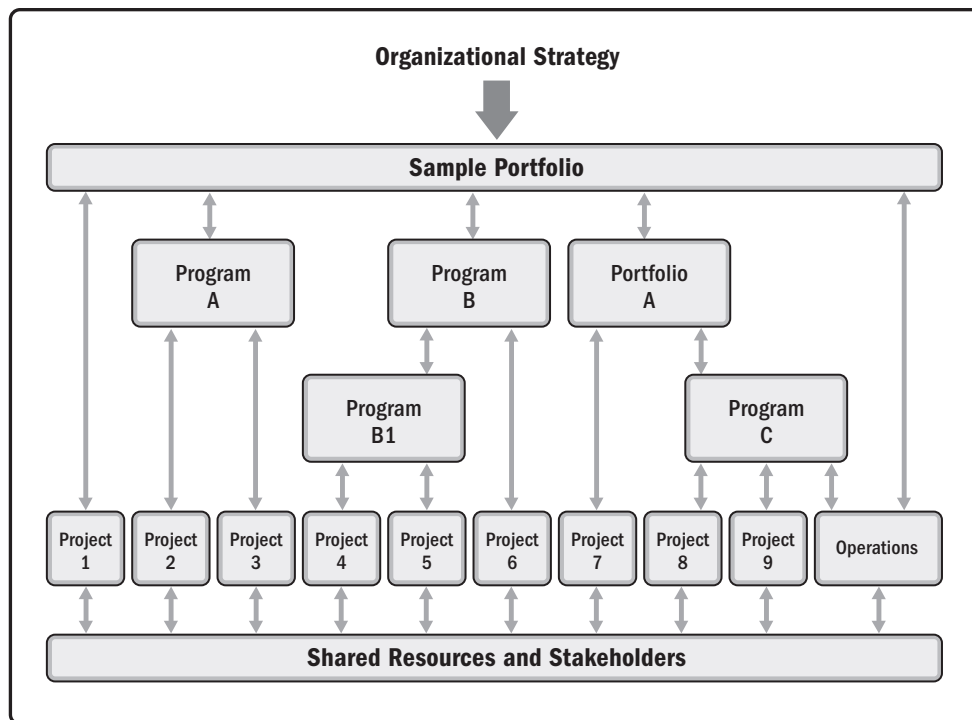 Organizational Strategy
Sample Portfolio
Program
A
Program
B
Portfolio
A
Program
B1
Program
C
Project
1
Project
2
Project
3
Project
4
Project
5
Project
6
Project
7
Project
8
Project
9
Operations
Shared Resources and Stakeholders